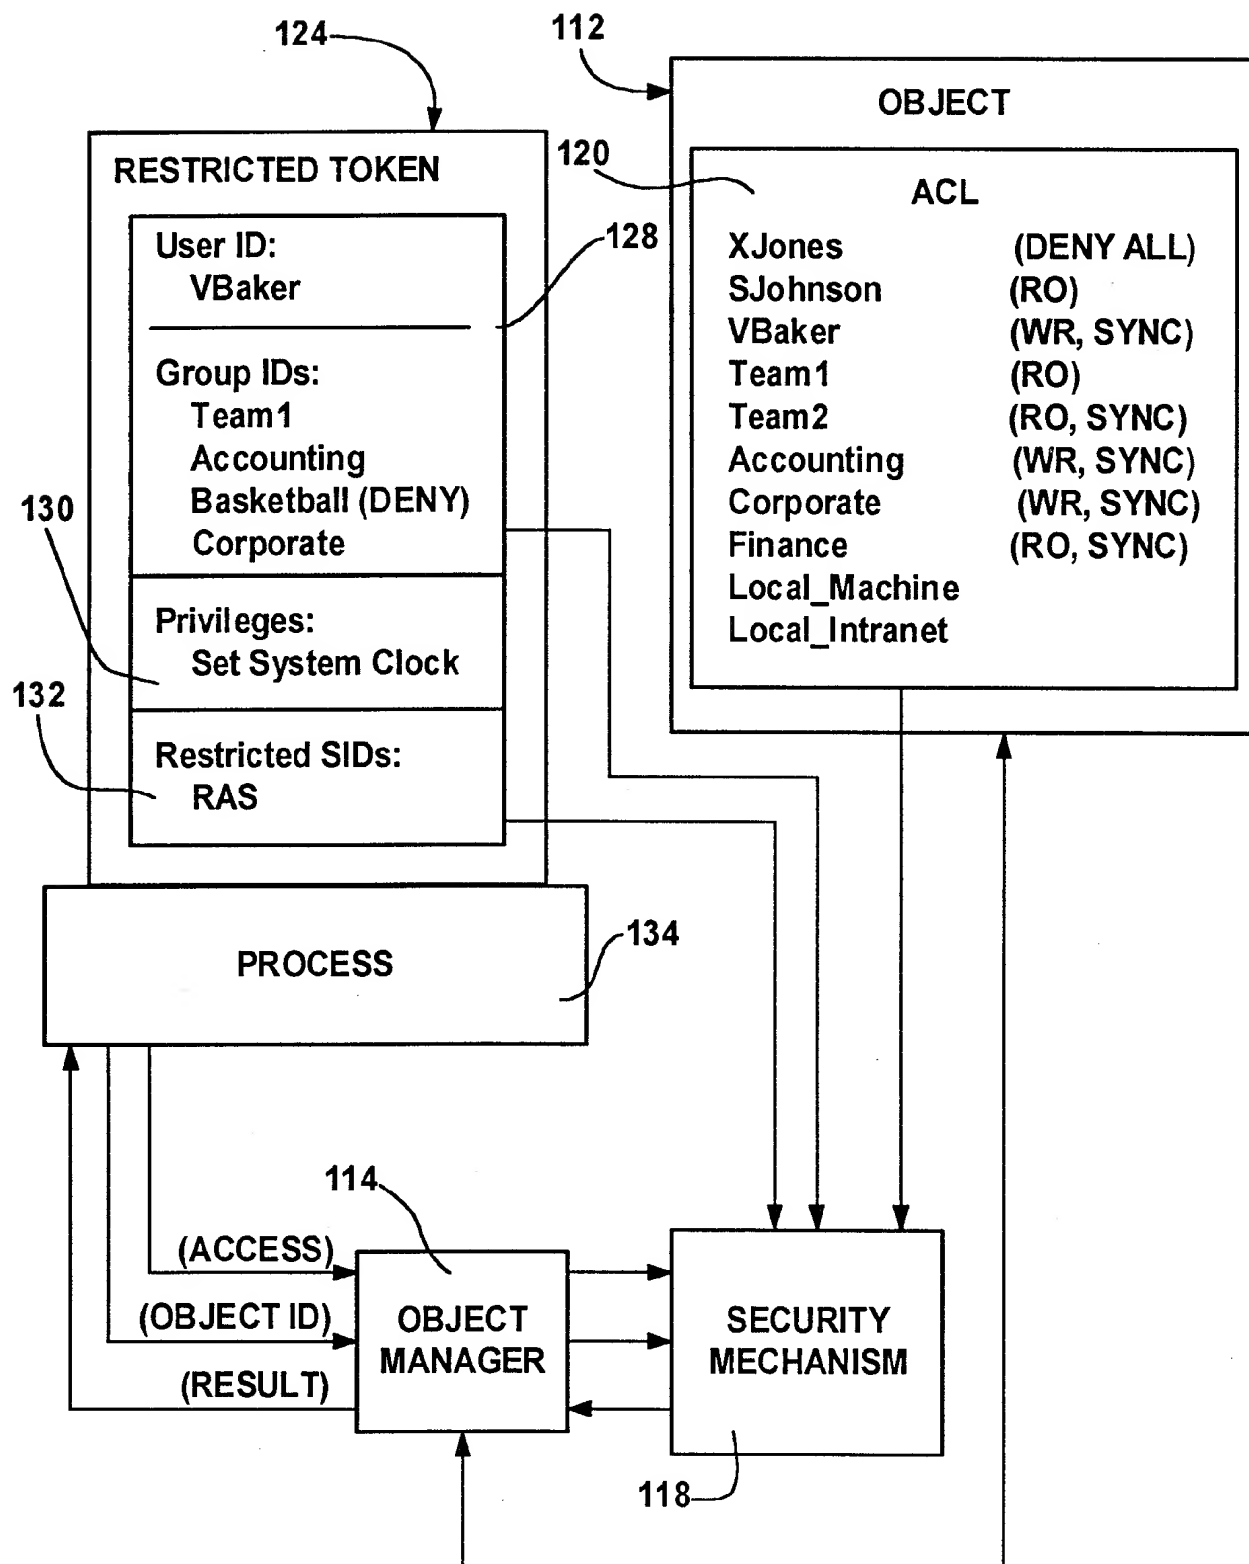 124
112
OBJECT
RESTRICTED TOKEN
120
ACL
User ID:
VBaker
128
Group IDs:
Team1
Accounting
Basketball (DENY)
Corporate
XJones (DENY ALL)
SJohnson (RO)
VBaker (WR, SYNC)
Team1 (RO)
Team2 (RO, SYNC)
Accounting (WR, SYNC)
Corporate (WR, SYNC)
Finance (RO, SYNC)
Local_Machine
Local_Intranet
130
Privileges:
Set System Clock
132
Restricted SIDs:
RAS
PROCESS
134
114
(ACCESS)
(OBJECT ID)
(RESULT)
OBJECT
MANAGER
SECURITY
MECHANISM
118